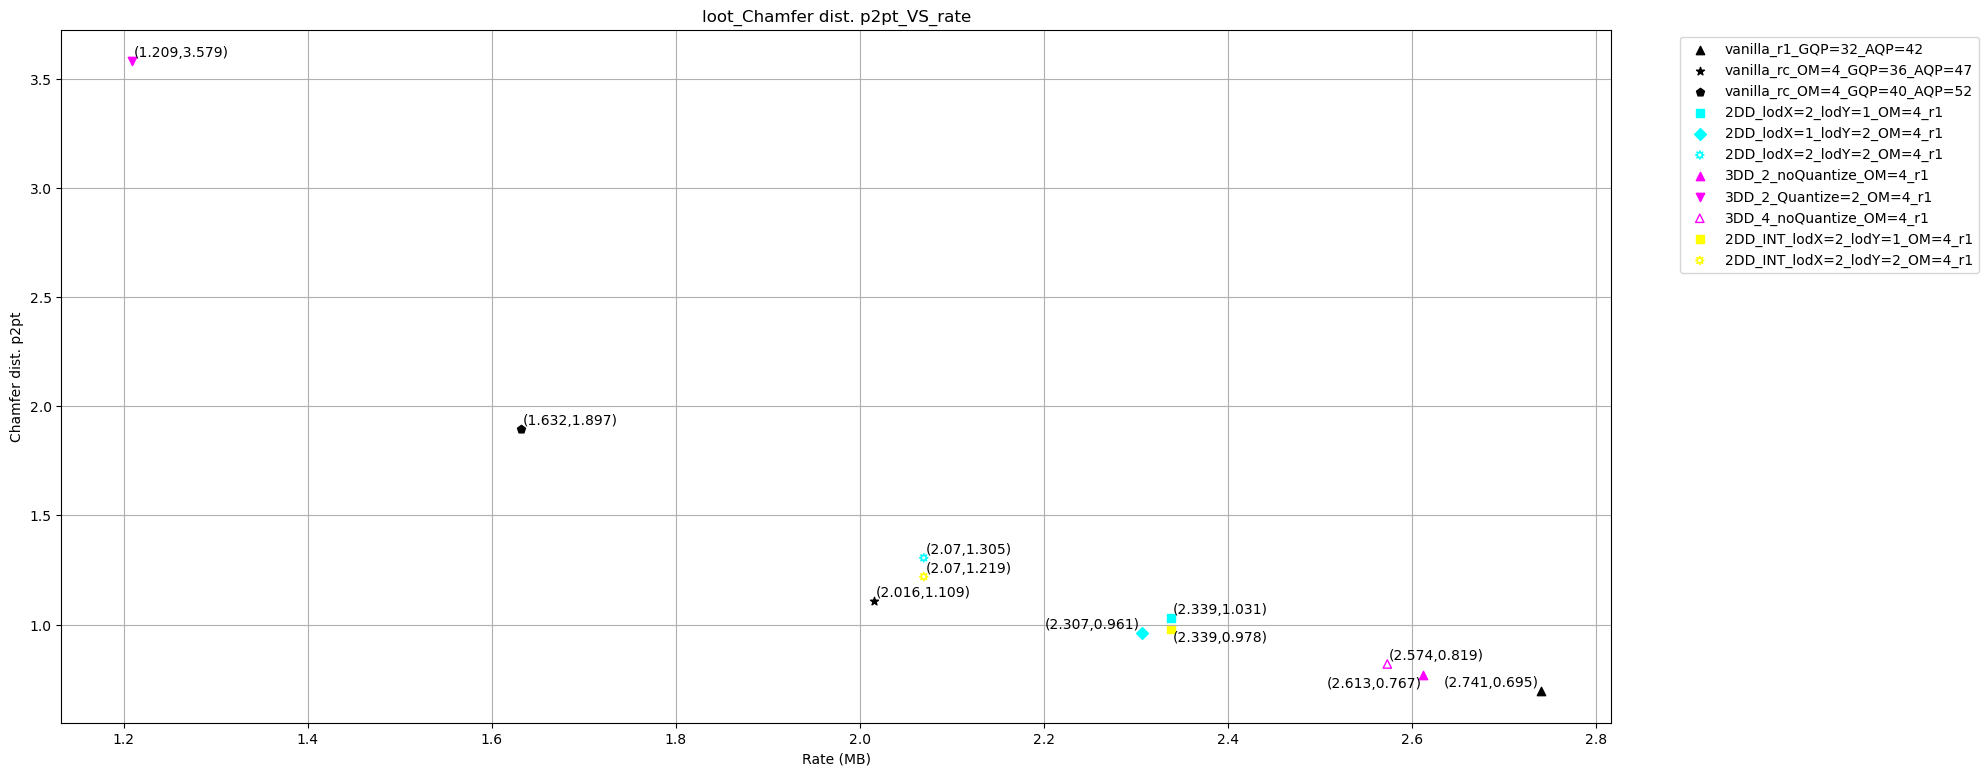 loot_Chamfer dist. p2pt_VS_rate
(1.209,3.579)
(1.632,1.897)
(2.07,1.305)
(2.07,1.219)
(2.016,1.109)
(2.339,1.031)
(2.307,0.961)
(2.339,0.978)
(2.574,0.819)
(2.613,0.767)
(2.741,0.695)
3.5
3.0
2.5
2.0
1.5
1.0
Chamfer dist. p2pt
1.2
1.4
1.6
1.8
2.0
2.2
2.4
2.6
2.8
Rate (MB)
vanilla_r1_GQP=32_AQP=42
vanilla_rc_OM=4_GQP=36_AQP=47
vanilla_rc_OM=4_GQP=40_AQP=52
2DD_lodX=2_lodY=1_OM=4_r1
2DD_lodX=1_lodY=2_OM=4_r1
2DD_lodX=2_lodY=2_OM=4_r1
3DD_2_noQuantize_OM=4_r1
3DD_2_Quantize=2_OM=4_r1
3DD_4_noQuantize_OM=4_r1
2DD_INT_lodX=2_lodY=1_OM=4_r1
2DD_INT_lodX=2_lodY=2_OM=4_r1